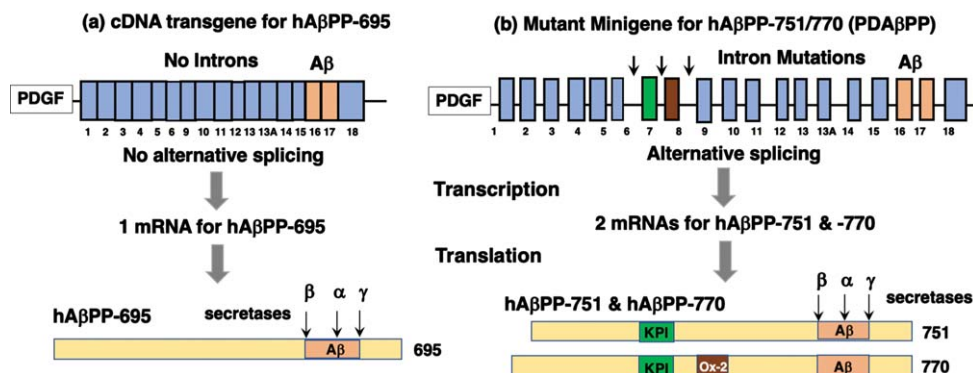 (a) cDNA transgene for hAβPP-695
No Introns
Aβ
PDGF
1 2 3 4 5 6 9 10 11 12 13 13A 14 15 16 17 18
No alternative splicing
1 mRNA for hAβPP-695
β α γ
hAβPP-695 secretases
Aβ 695
(b) Mutant Minigene for hAβPP-751/770 (PDAβPP)
Intron Mutations
Aβ
PDGF
1 2 3 4 5 6 7 8 9 10 11 12 13 13A 14 15 16 17 18
Alternative splicing
Transcription
2 mRNAs for hAβPP-751 & -770
Translation
β α γ
hAβPP-751 & hAβPP-770 secretases
KPI Aβ 751
KPI Ox-2 Aβ 770